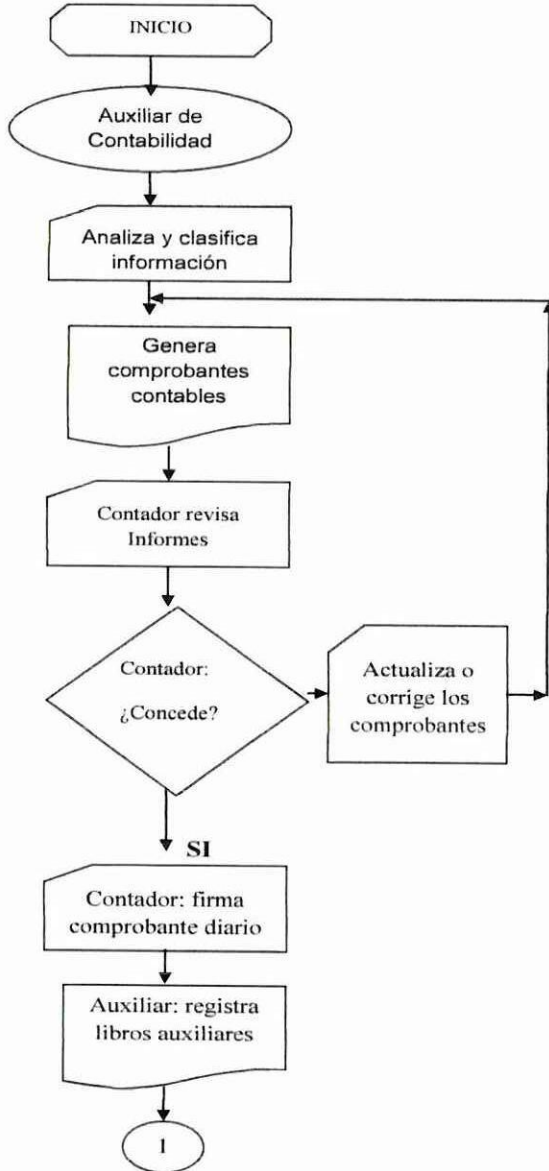 INICIO
Auxiliar de
Contabilidad
Analiza y clasifica
información
Genera
comprobantes
contables
Contador revisa
Informes
Contador:
¿Concede?
Actualiza o
corrige los
comprobantes
SI
Contador: firma
comprobante diario
Auxiliar: registra
libros auxiliares
1